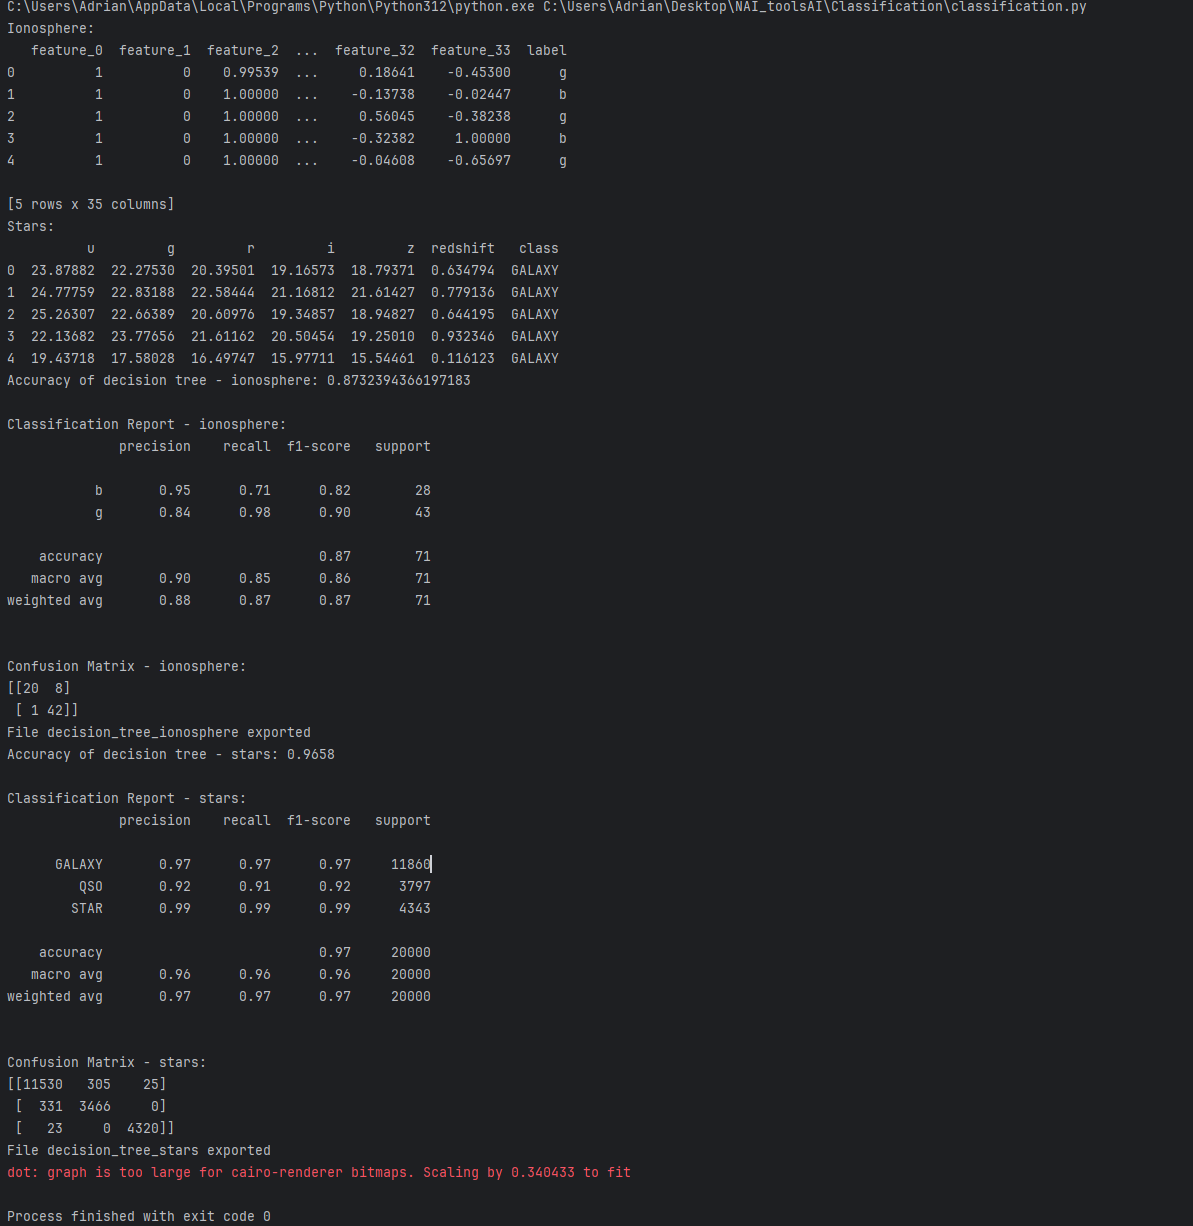 C:\Users\Adrian\AppData\Local\Programs\Python\Python312\python.exe C:\Users\Adrian\Desktop\NAI_toolsAI\Classification\classification.py
Ionosphere:
   feature_0  feature_1  feature_2  ...  feature_32  feature_33  label
0          1          0    0.99539  ...     0.18641    -0.45300      g
1          1          0    1.00000  ...    -0.13738    -0.02447      b
2          1          0    1.00000  ...     0.56045    -0.38238      g
3          1          0    1.00000  ...    -0.32382     1.00000      b
4          1          0    1.00000  ...    -0.04608    -0.65697      g
[5 rows x 35 columns]
Stars:
          u         g         r         i         z  redshift   class
0  23.87882  22.27530  20.39501  19.16573  18.79371  0.634794  GALAXY
1  24.77759  22.83188  22.58444  21.16812  21.61427  0.779136  GALAXY
2  25.26307  22.66389  20.60976  19.34857  18.94827  0.644195  GALAXY
3  22.13682  23.77656  21.61162  20.50454  19.25010  0.932346  GALAXY
4  19.43718  17.58028  16.49747  15.97711  15.54461  0.116123  GALAXY
Accuracy of decision tree - ionosphere: 0.8732394366197183
Classification Report - ionosphere:
              precision    recall  f1-score   support
           b       0.95      0.71      0.82        28
           g       0.84      0.98      0.90        43
    accuracy                           0.87        71
   macro avg       0.90      0.85      0.86        71
weighted avg       0.88      0.87      0.87        71
Confusion Matrix - ionosphere:
[[20  8]
 [ 1 42]]
File decision_tree_ionosphere exported
Accuracy of decision tree - stars: 0.9658
Classification Report - stars:
              precision    recall  f1-score   support
      GALAXY       0.97      0.97      0.97     11860
         QSO       0.92      0.91      0.92      3797
        STAR       0.99      0.99      0.99      4343
    accuracy                           0.97     20000
   macro avg       0.96      0.96      0.96     20000
weighted avg       0.97      0.97      0.97     20000
Confusion Matrix - stars:
[[11530   305    25]
 [  331  3466     0]
 [   23     0  4320]]
File decision_tree_stars exported
dot: graph is too large for cairo-renderer bitmaps. Scaling by 0.340433 to fit
Process finished with exit code 0